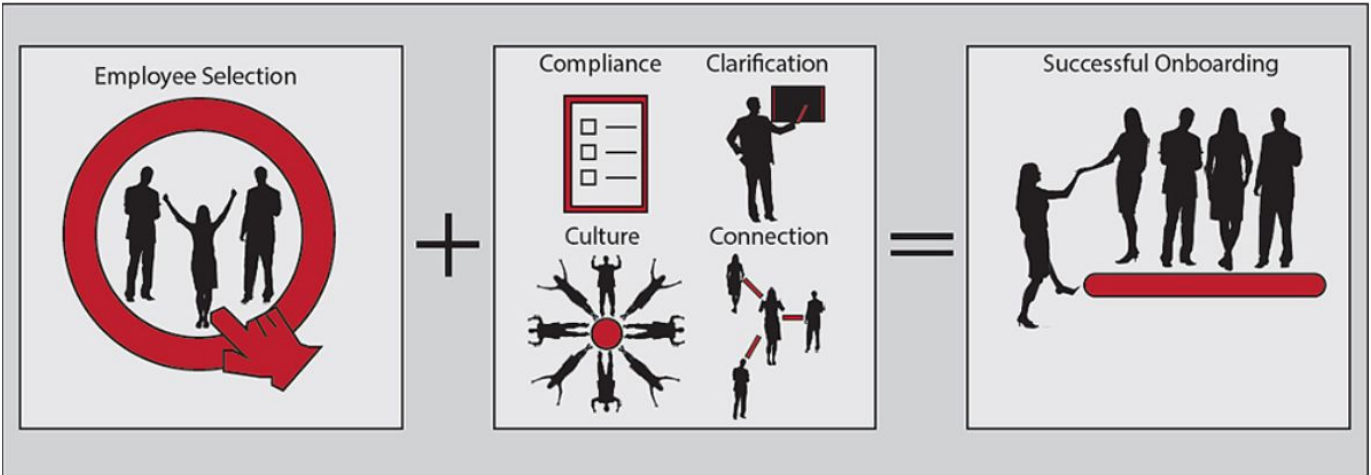 Employee Selection
Compliance
Clarification
Culture
Connection
Successful Onboarding